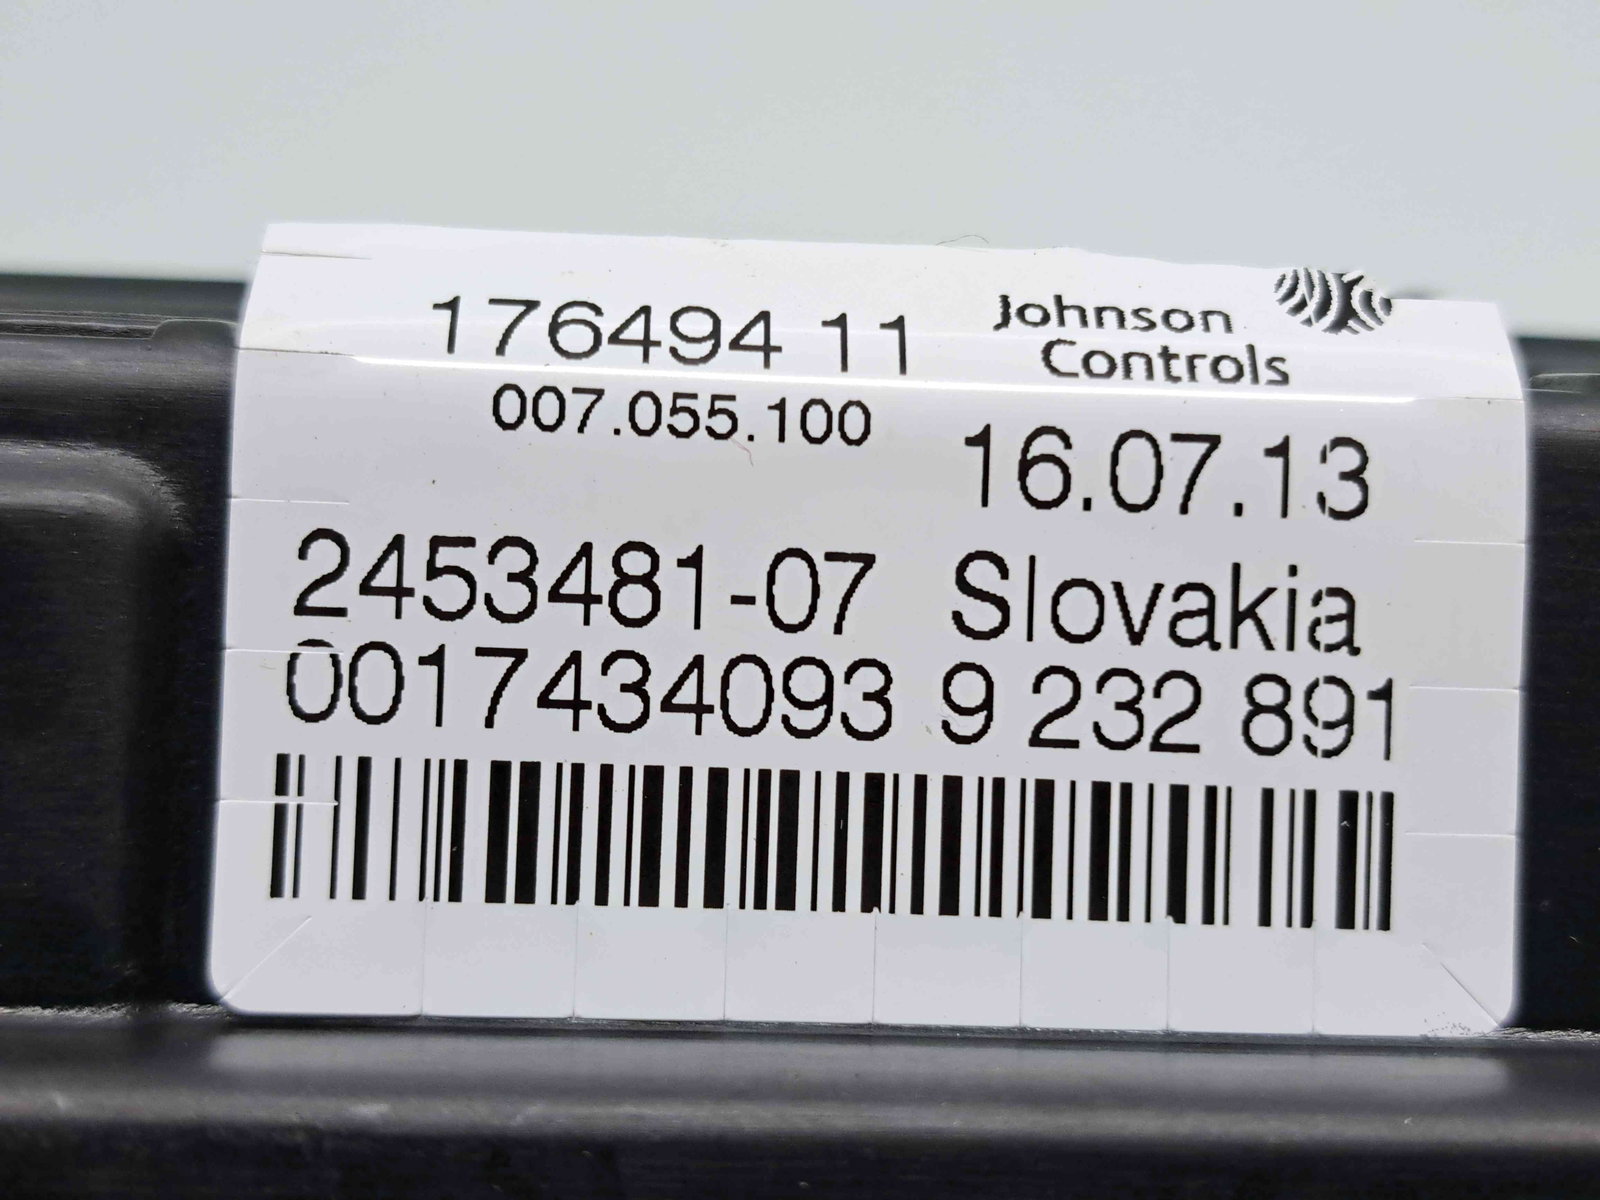 176494 11 Johnson
Controls
007.055.100
16.07.13
2453481-07 Slovakia
0017434093 9 232 891